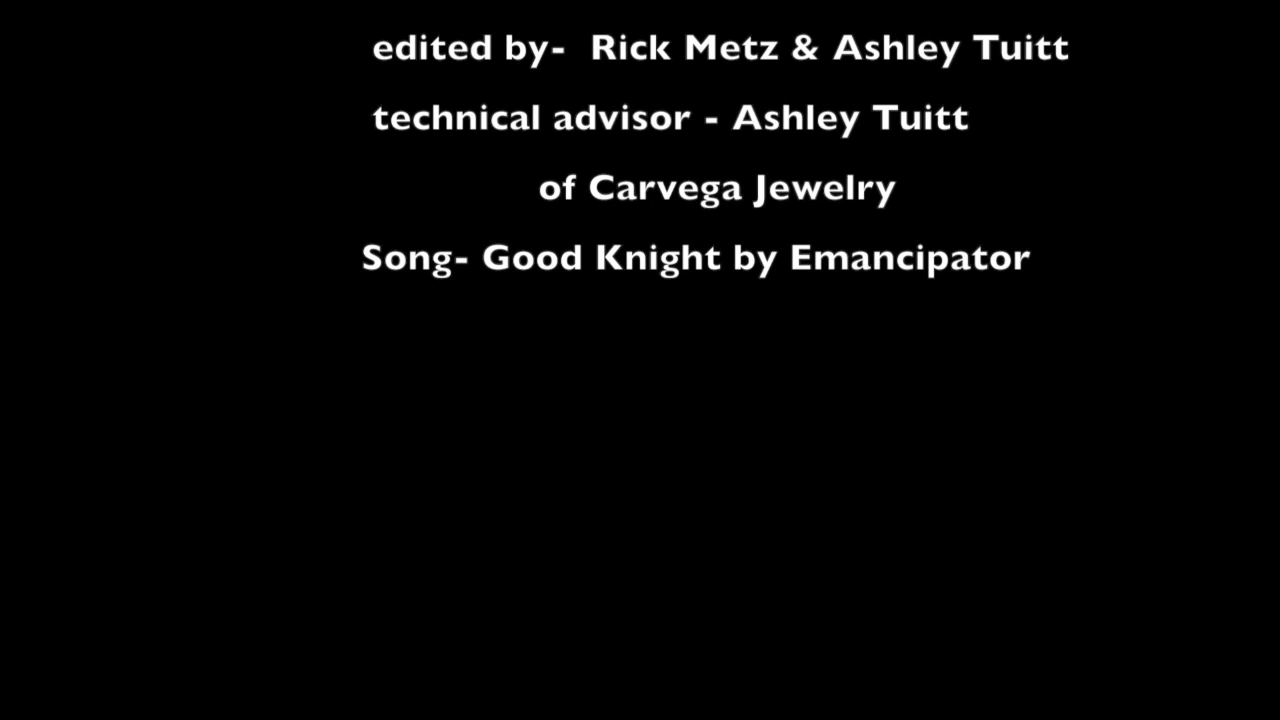 edited by-  Rick Metz & Ashley Tuitt
technical advisor - Ashley Tuitt
of Carvega Jewelry
Song- Good Knight by Emancipator